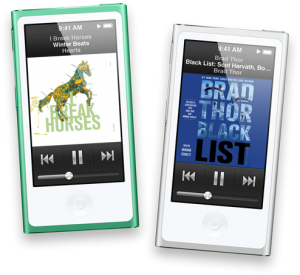 9:41 AM
I Break Horses
Winter Beats
Hearts
BREAK
HORSES
9:41 AM
Brad Thor
Black List: Scot Harvath, Bo...
Brad Thor
BRAD
THOR
BLACK
LIST